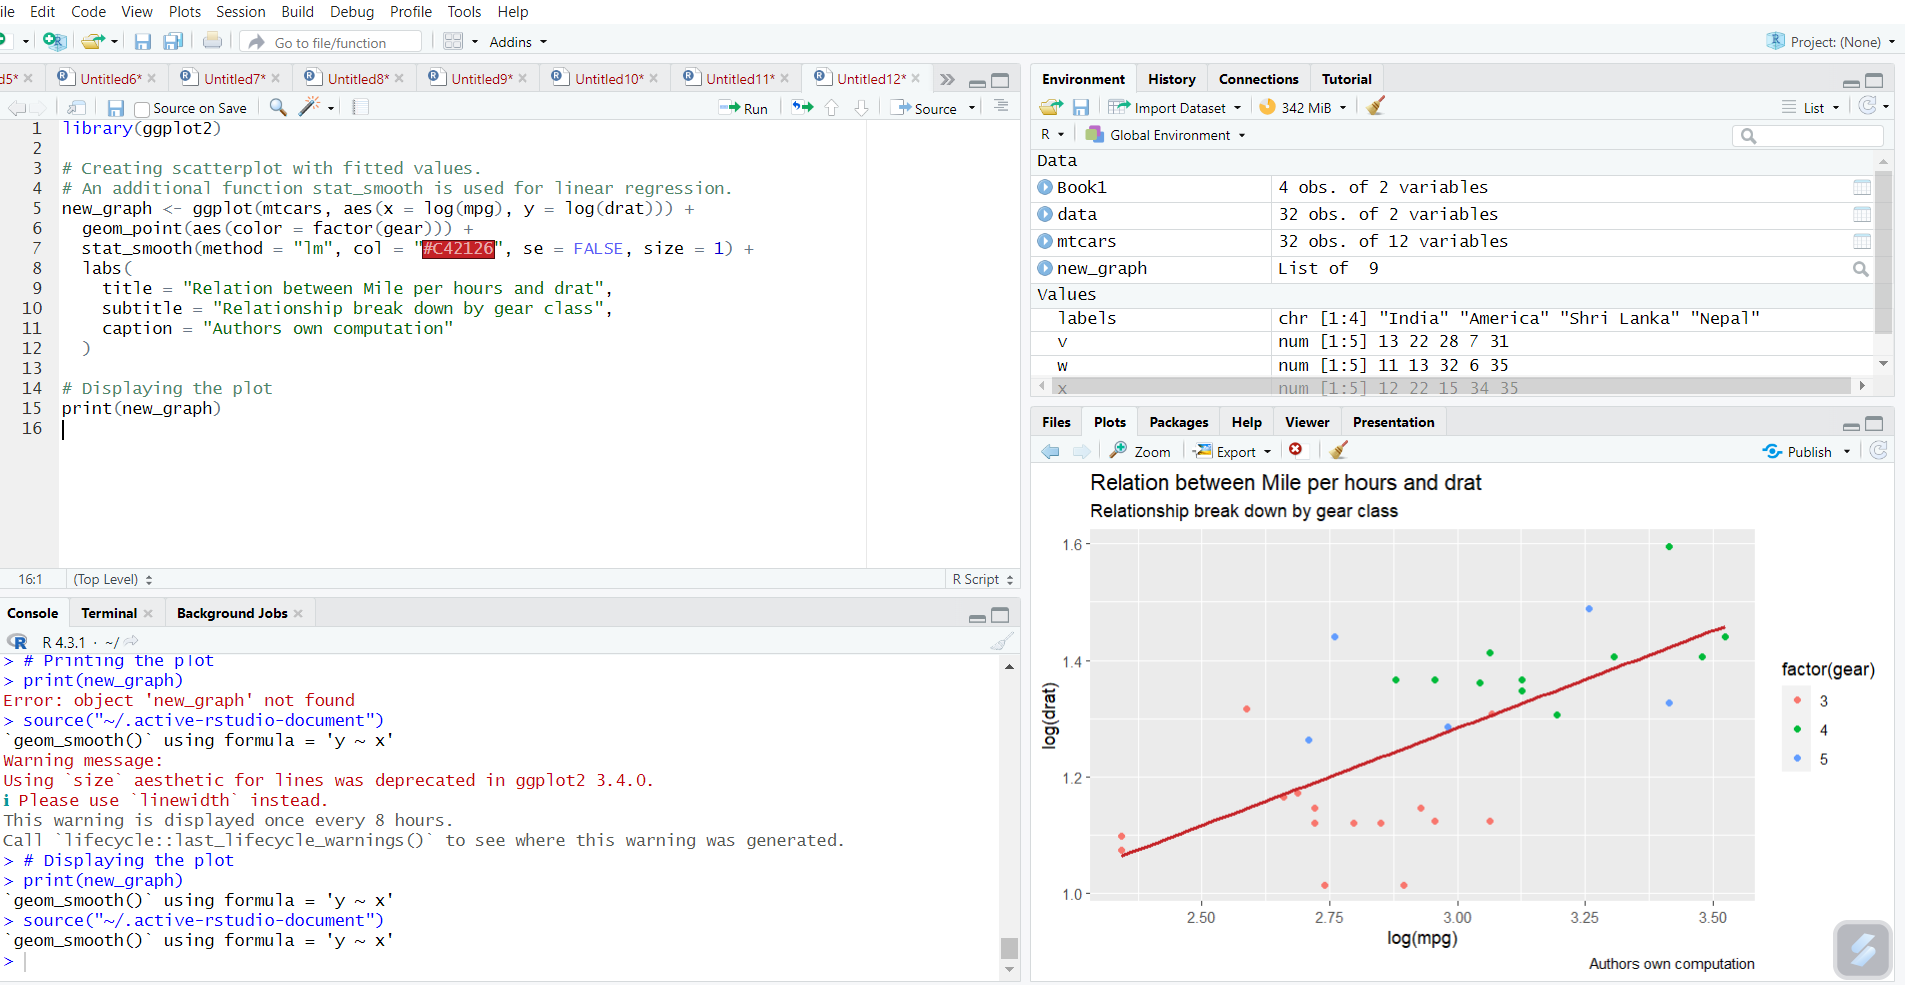 ile Edit Code View Plots Session Build Debug Profile Tools Help
Go to file/function Addins Project: (None)
d5* Untitled6* Untitled7* Untitled8* Untitled9* Untitled10* Untitled11* Untitled12*
Source on Save Run Source
1 library(ggplot2)
2
3 # Creating scatterplot with fitted values.
4 # An additional function stat_smooth is used for linear regression.
5 new_graph <- ggplot(mtcars, aes(x = log(mpg), y = log(drat))) +
6 geom_point(aes(color = factor(gear))) +
7 stat_smooth(method = "lm", col = "#C42126", se = FALSE, size = 1) +
8 labs(
9 title = "Relation between Mile per hours and drat",
10 subtitle = "Relationship break down by gear class",
11 caption = "Authors own computation"
12 )
13
14 # Displaying the plot
15 print(new_graph)
16
16:1 (Top Level) R Script
Console Terminal Background Jobs
R 4.3.1 · ~/
> # Printing the plot
> print(new_graph)
Error: object 'new_graph' not found
> source("~/.active-rstudio-document")
`geom_smooth()` using formula = 'y ~ x'
Warning message:
Using `size` aesthetic for lines was deprecated in ggplot2 3.4.0.
ℹ Please use `linewidth` instead.
This warning is displayed once every 8 hours.
Call `lifecycle::last_lifecycle_warnings()` to see where this warning was generated.
> # Displaying the plot
> print(new_graph)
`geom_smooth()` using formula = 'y ~ x'
> source("~/.active-rstudio-document")
`geom_smooth()` using formula = 'y ~ x'
>
Environment History Connections Tutorial
Import Dataset 342 MiB List
R Global Environment
Data
Book1 4 obs. of 2 variables
data 32 obs. of 2 variables
mtcars 32 obs. of 12 variables
new_graph List of 9
Values
labels chr [1:4] "India" "America" "Shri Lanka" "Nepal"
v num [1:5] 13 22 28 7 31
w num [1:5] 11 13 32 6 35
x num [1:5] 12 22 15 34 35
Files Plots Packages Help Viewer Presentation
Zoom Export Publish
Relation between Mile per hours and drat
Relationship break down by gear class
1.6
1.4
1.2
1.0
log(drat)
2.50 2.75 3.00 3.25 3.50
log(mpg)
factor(gear)
3
4
5
Authors own computation